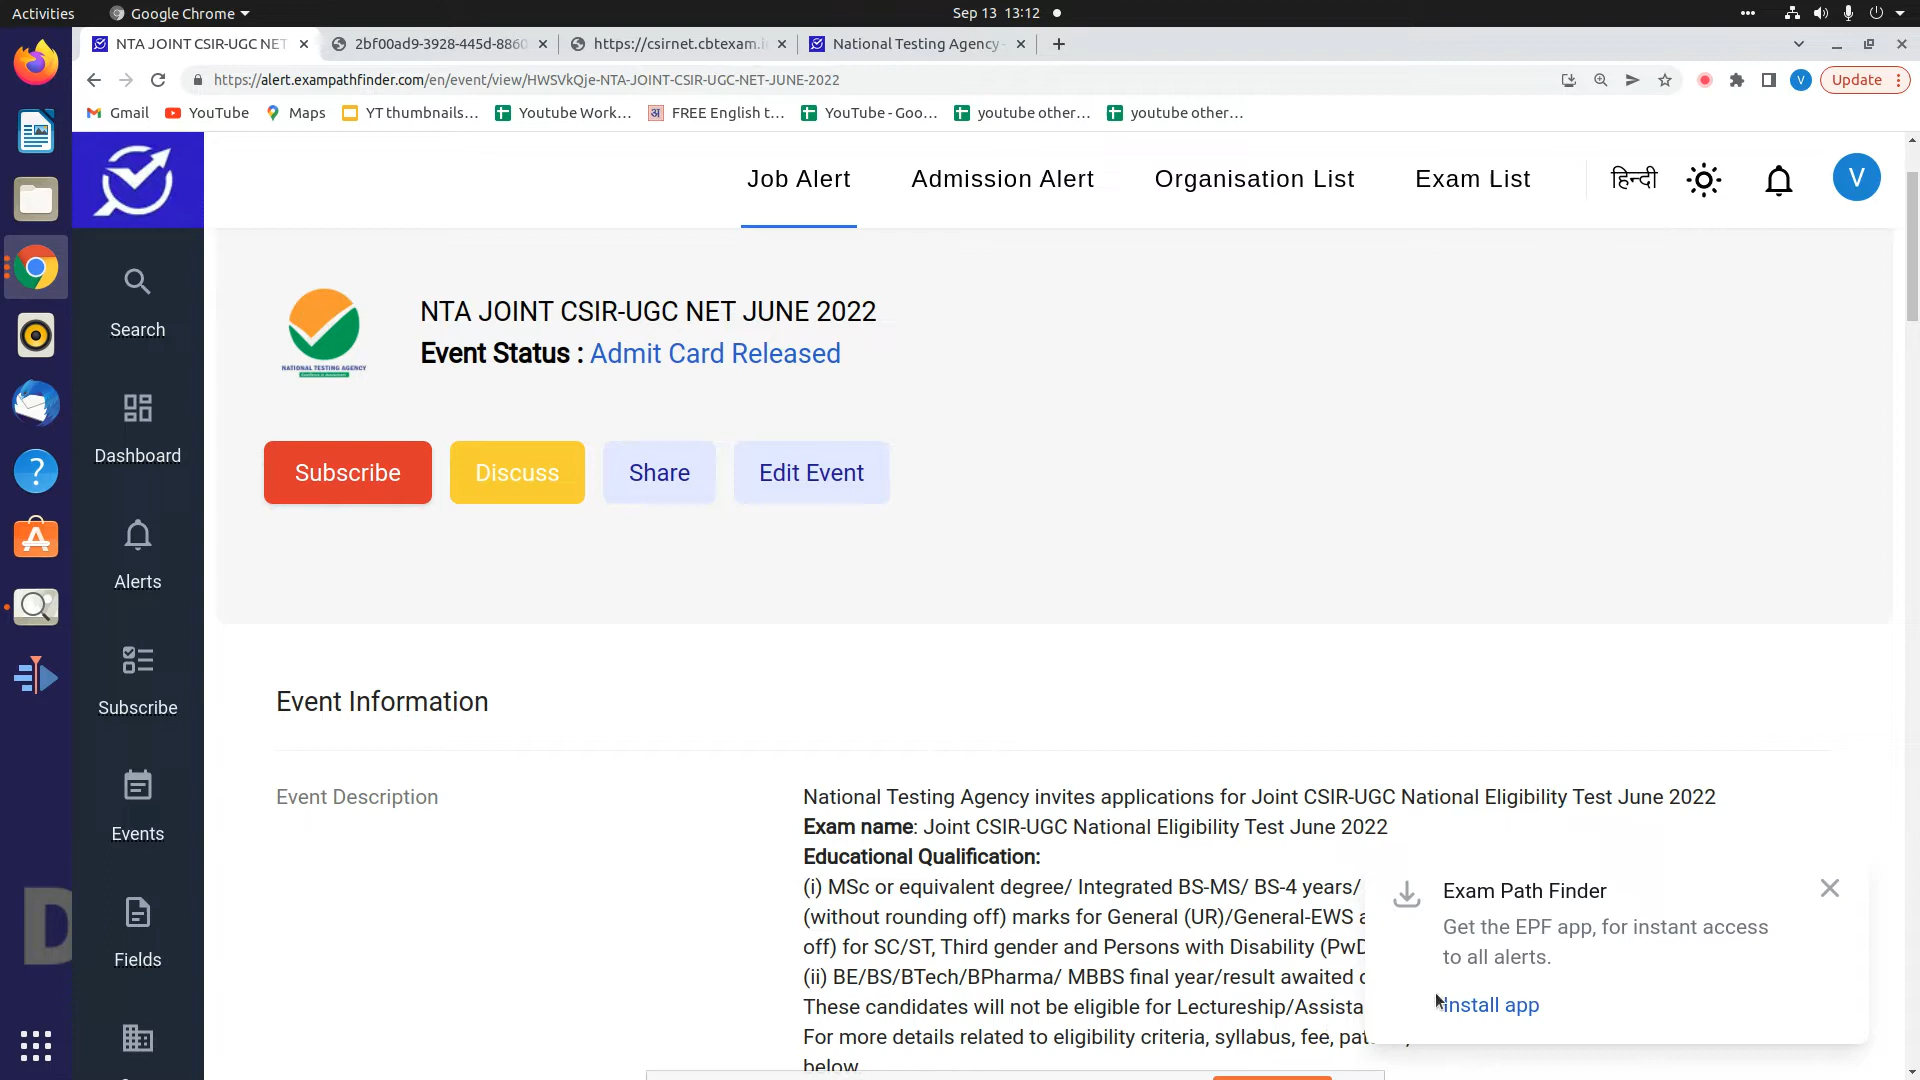 Activities
Google Chrome
Sep 13 13:12
NTA JOINT CSIR-UGC NET
2bf00ad9-3928-445d-8860
https://csirnet.cbtexam.i
National Testing Agency
https://alert.exampathfinder.com/en/event/view/HWSVkQje-NTA-JOINT-CSIR-UGC-NET-JUNE-2022
V
Update
Gmail
YouTube
Maps
YT thumbnails...
Youtube Work...
FREE English t...
YouTube - Goo...
youtube other...
youtube other...
Job Alert
Admission Alert
Organisation List
Exam List
हिन्दी
V
Search
Dashboard
Alerts
Subscribe
Events
Fields
NATIONAL TESTING AGENCY
NTA JOINT CSIR-UGC NET JUNE 2022
Event Status : Admit Card Released
Subscribe
Discuss
Share
Edit Event
Event Information
Event Description
National Testing Agency invites applications for Joint CSIR-UGC National Eligibility Test June 2022
Exam name: Joint CSIR-UGC National Eligibility Test June 2022
Educational Qualification:
(i) MSc or equivalent degree/ Integrated BS-MS/ BS-4 years/
(without rounding off) marks for General (UR)/General-EWS a
off) for SC/ST, Third gender and Persons with Disability (PwD
(ii) BE/BS/BTech/BPharma/ MBBS final year/result awaited
These candidates will not be eligible for Lectureship/Assista
For more details related to eligibility criteria, syllabus, fee,
below
Exam Path Finder
Get the EPF app, for instant access
to all alerts.
Install app